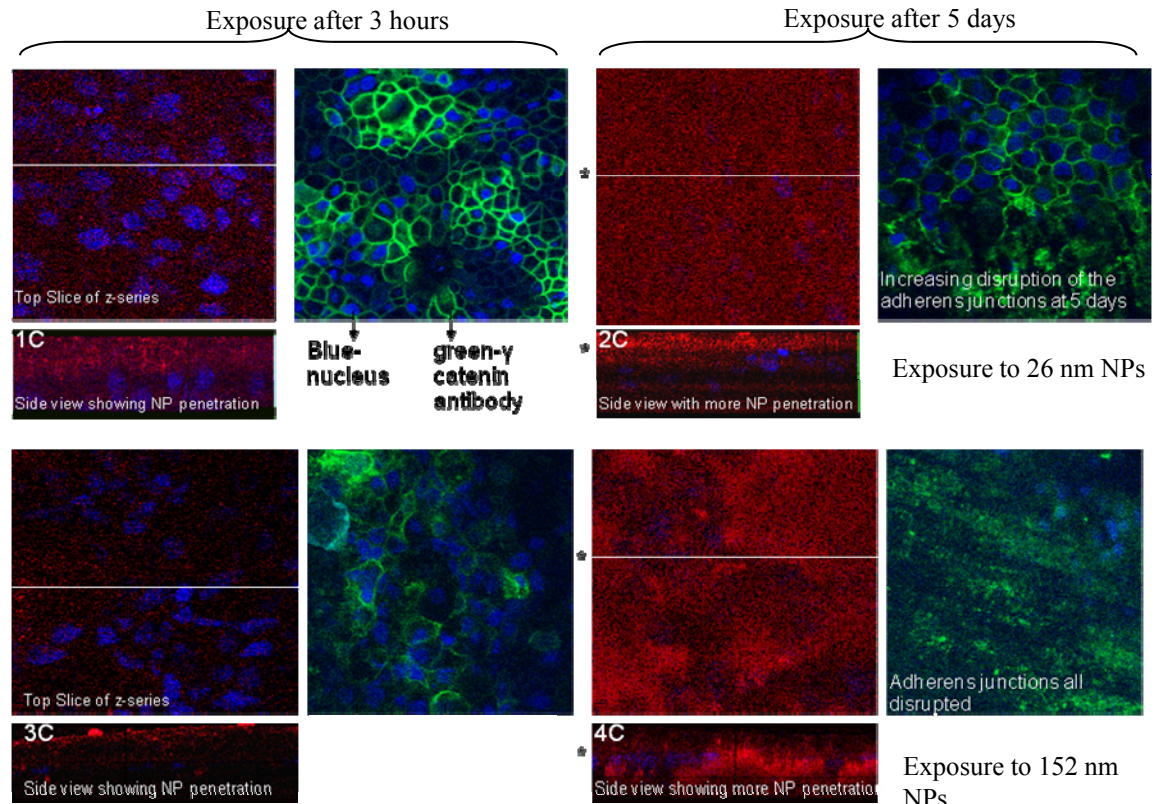 Exposure after 3 hours
Exposure after 5 days
Top Slice of z-series
*
Increasing disruption of the
adherens junctions at 5 days
1C
Side view showing NP penetration
Blue-
nucleus
green-γ
catenin
antibody
*
2C
Side view with more NP penetration
Exposure to 26 nm NPs
Top Slice of z-series
*
Adherens junctions all
disrupted
3C
Side view showing NP penetration
*
4C
Side view showing more NP penetration
Exposure to 152 nm
NPs